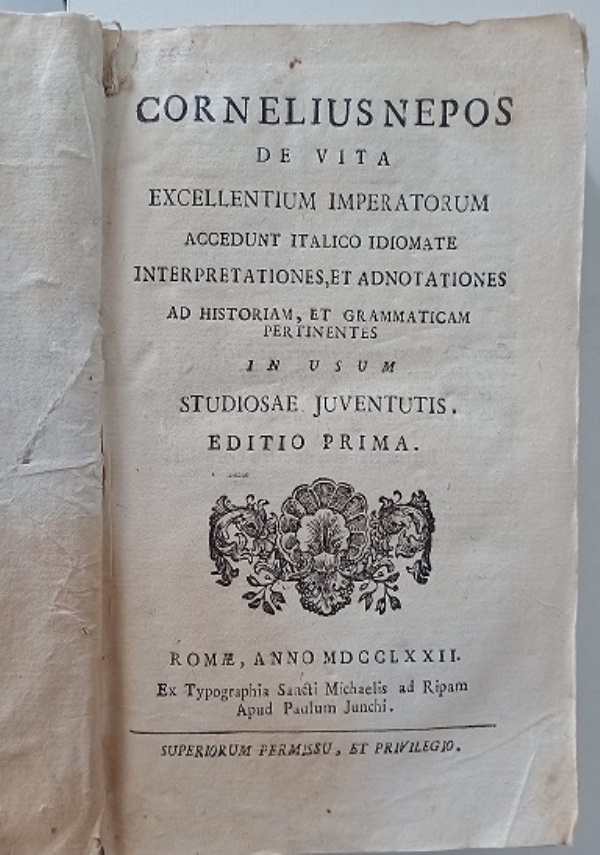 CORNELIUS NEPOS
DE VITA
EXCELLENTIUM IMPERATORUM
ACCEDUNT ITALICO IDIOMATE
INTERPRETATIONES, ET ADNOTATIONES
AD HISTORIAM, ET GRAMMATICAM
PERTINENTES
IN USUM
STUDIOSAE JUVENTUTIS.
EDITIO PRIMA.
ROMÆ, ANNO MDCCLXXII.
Ex Typographia Sancti Michaelis ad Ripam
Apud Paulum Junchi.
SUPERIORUM PERMISSU, ET PRIVILEGIO.